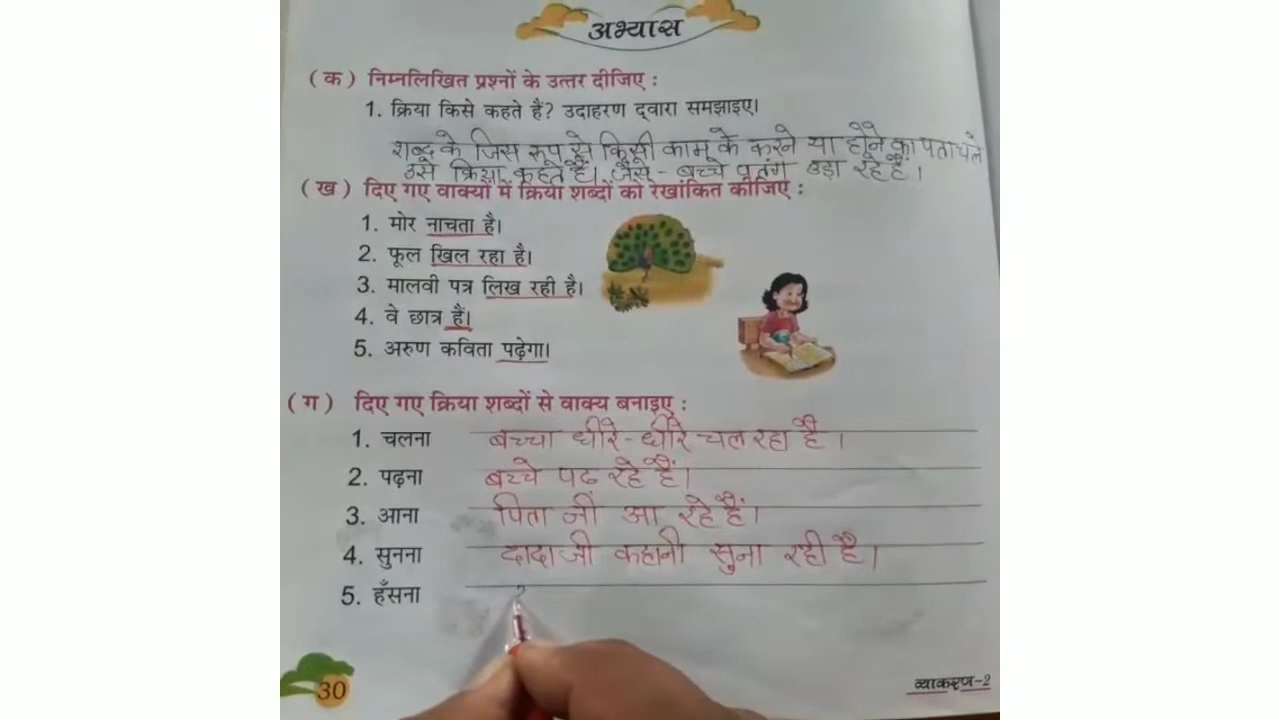 अभ्यास
(क) निम्नलिखित प्रश्नों के उत्तर दीजिए :
1. क्रिया किसे कहते हैं? उदाहरण द्वारा समझाइए।
शब्द के जिस रूप से किसी काम के करने या होने का पता चले
उसे क्रिया कहते हैं। जैसे - बच्चे पतंग उड़ा रहे हैं।
(ख) दिए गए वाक्यों में क्रिया शब्दों को रेखांकित कीजिए :
1. मोर नाचता है।
2. फूल खिल रहा है।
3. मालवी पत्र लिख रही है।
4. वे छात्र हैं।
5. अरुण कविता पढ़ेगा।
(ग) दिए गए क्रिया शब्दों से वाक्य बनाइए :
1. चलना बच्चा धीरे-धीरे चल रहा है।
2. पढ़ना बच्चे पढ रहे हैं।
3. आना पिता जी आ रहे हैं।
4. सुनना दादाजी कहानी सुना रही है।
5. हँसना
30
व्याकरण-2